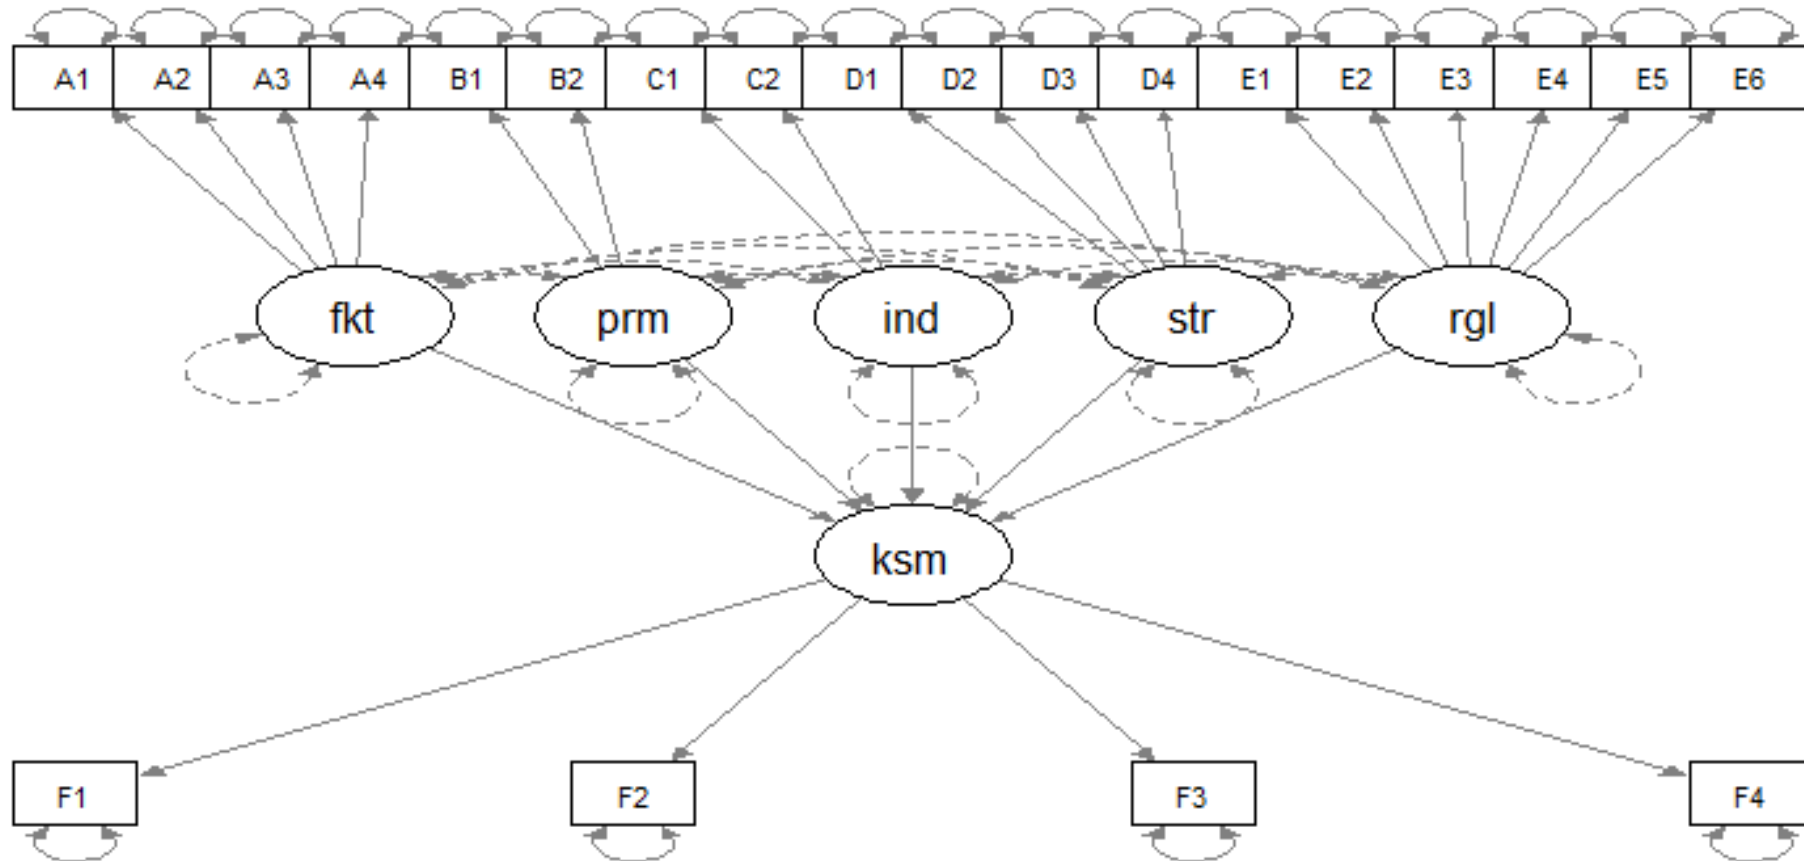 A1 A2 A3 A4 B1 B2 C1 C2 D1 D2 D3 D4 E1 E2 E3 E4 E5 E6
fkt prm ind str rgl
ksm
F1 F2 F3 F4